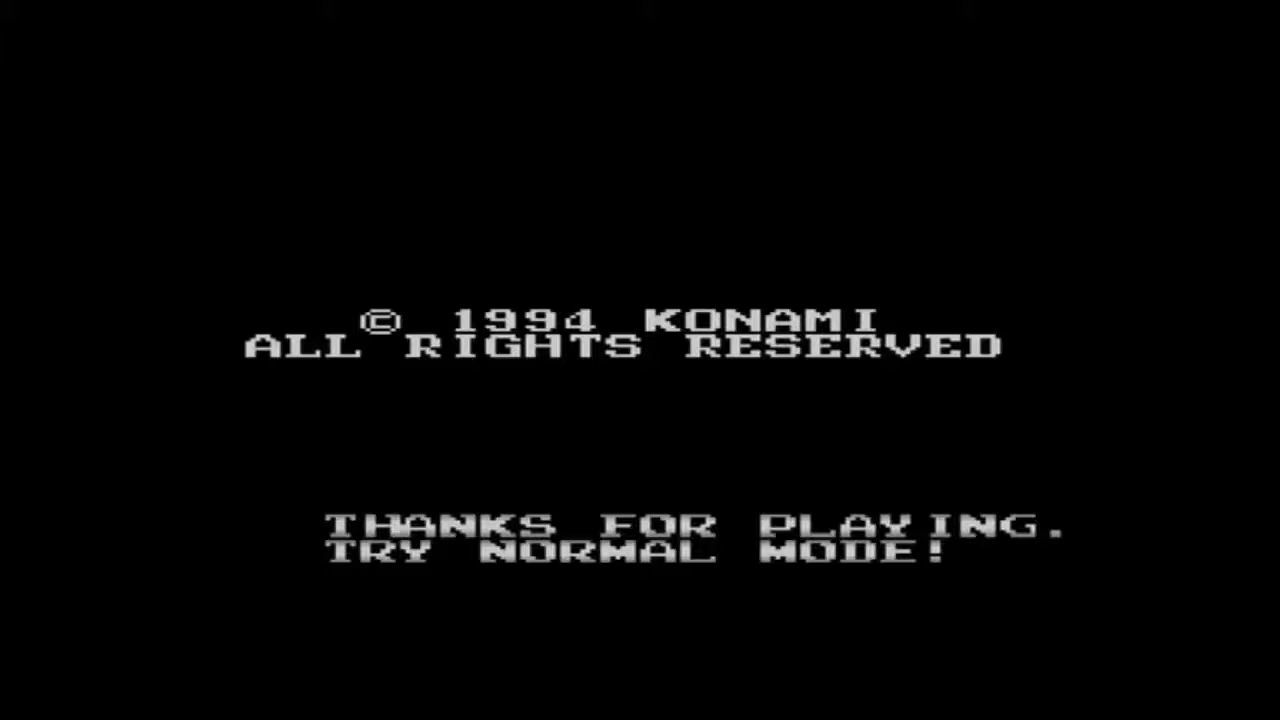 © 1994 KONAMI
ALL RIGHTS RESERVED
THANKS FOR PLAYING.
TRY NORMAL MODE!